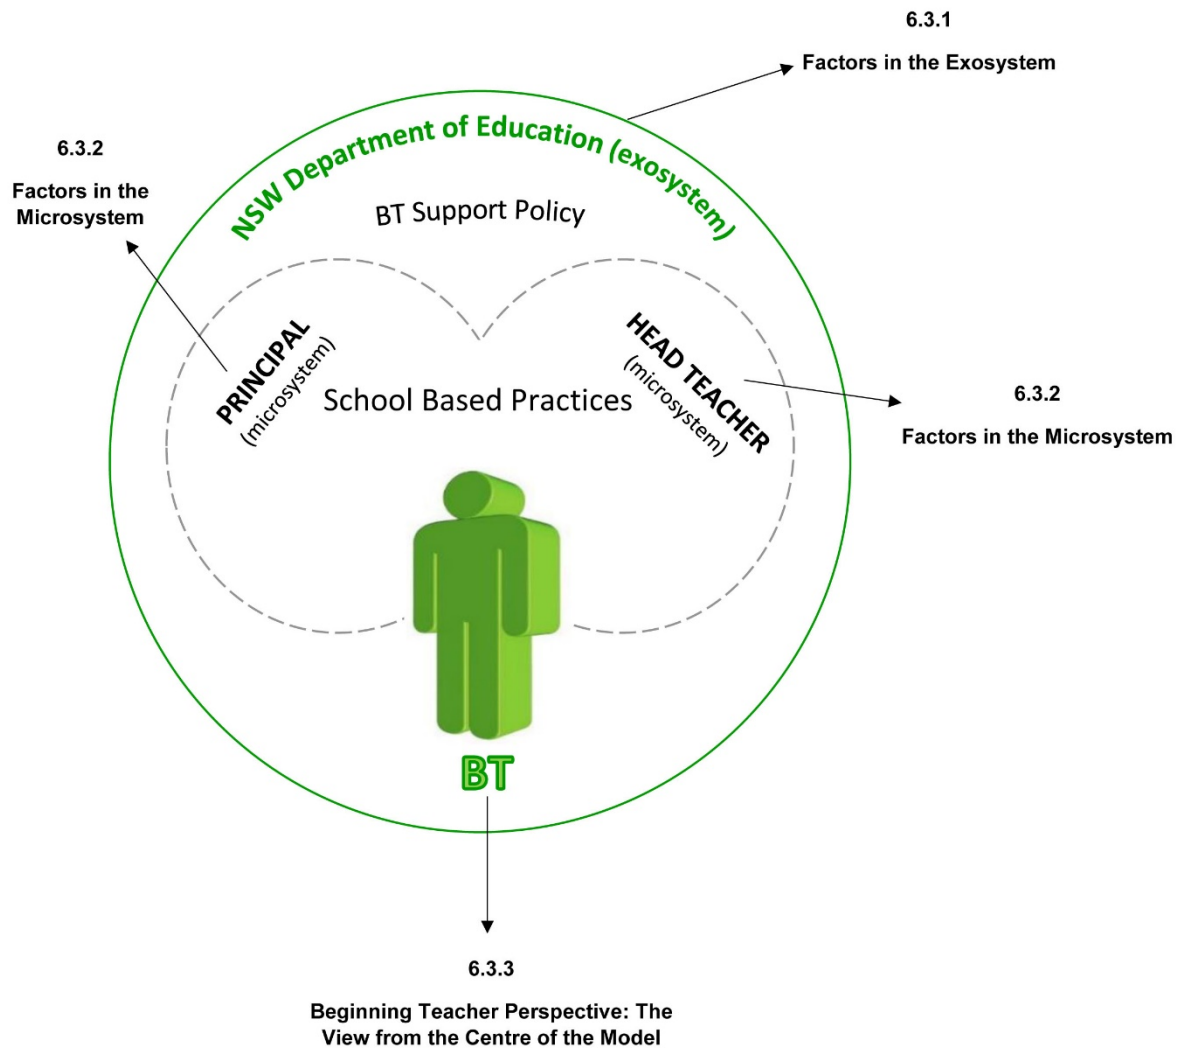 6.3.1
Factors in the Exosystem
6.3.2
Factors in the
Microsystem
NSW Department of Education (exosystem)
BT Support Policy
PRINCIPAL
(microsystem)
School Based Practices
HEAD TEACHER
(microsystem)
6.3.2
Factors in the Microsystem
BT
6.3.3
Beginning Teacher Perspective: The
View from the Centre of the Model